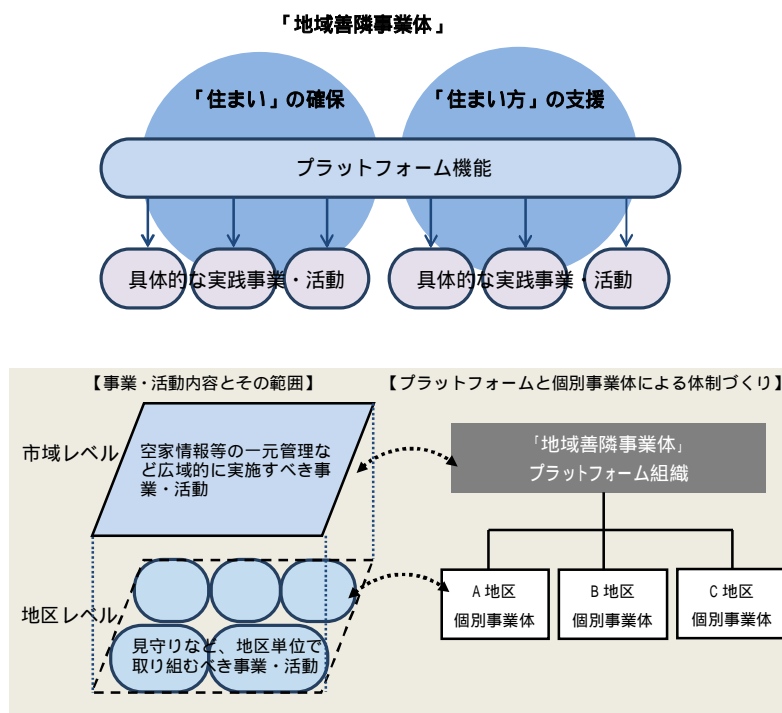 「地域善隣事業体」
「住まい」の確保
「住まい方」の支援
プラットフォーム機能
具体的な実践事業・活動
具体的な実践事業・活動
【事業・活動内容とその範囲】
【プラットフォームと個別事業体による体制づくり】
市域レベル
空家情報等の一元管理な
ど広域的に実施すべき事
業・活動
「地域善隣事業体」
プラットフォーム組織
地区レベル
見守りなど、地区単位で
取り組むべき事業・活動
A 地区
個別事業体
B 地区
個別事業体
C 地区
個別事業体